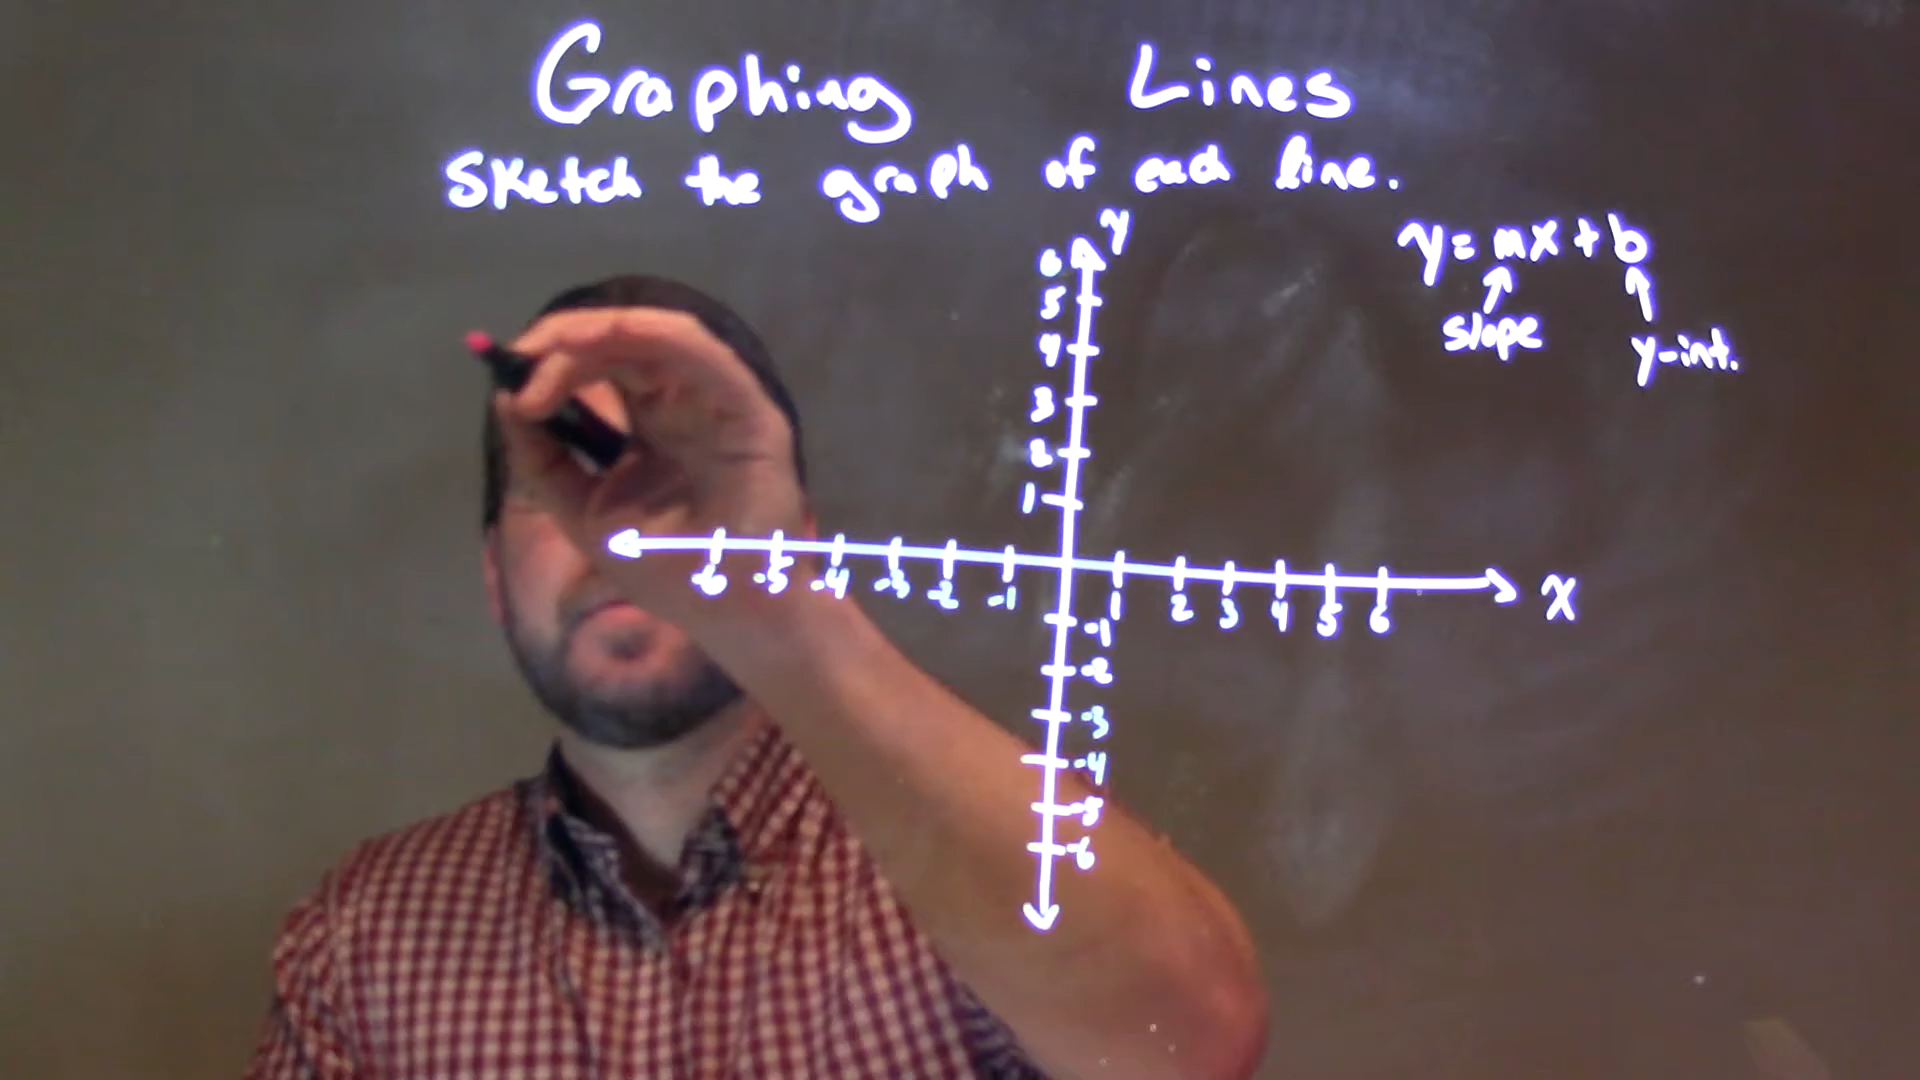 Graphing Lines
Sketch the graph of each line.
y
y = mx + b
slope
y-int.
6
5
4
3
2
1
-6 -5 -4 -3 -2 -1 1 2 3 4 5 6
x
-1
-2
-3
-4
-5
-6